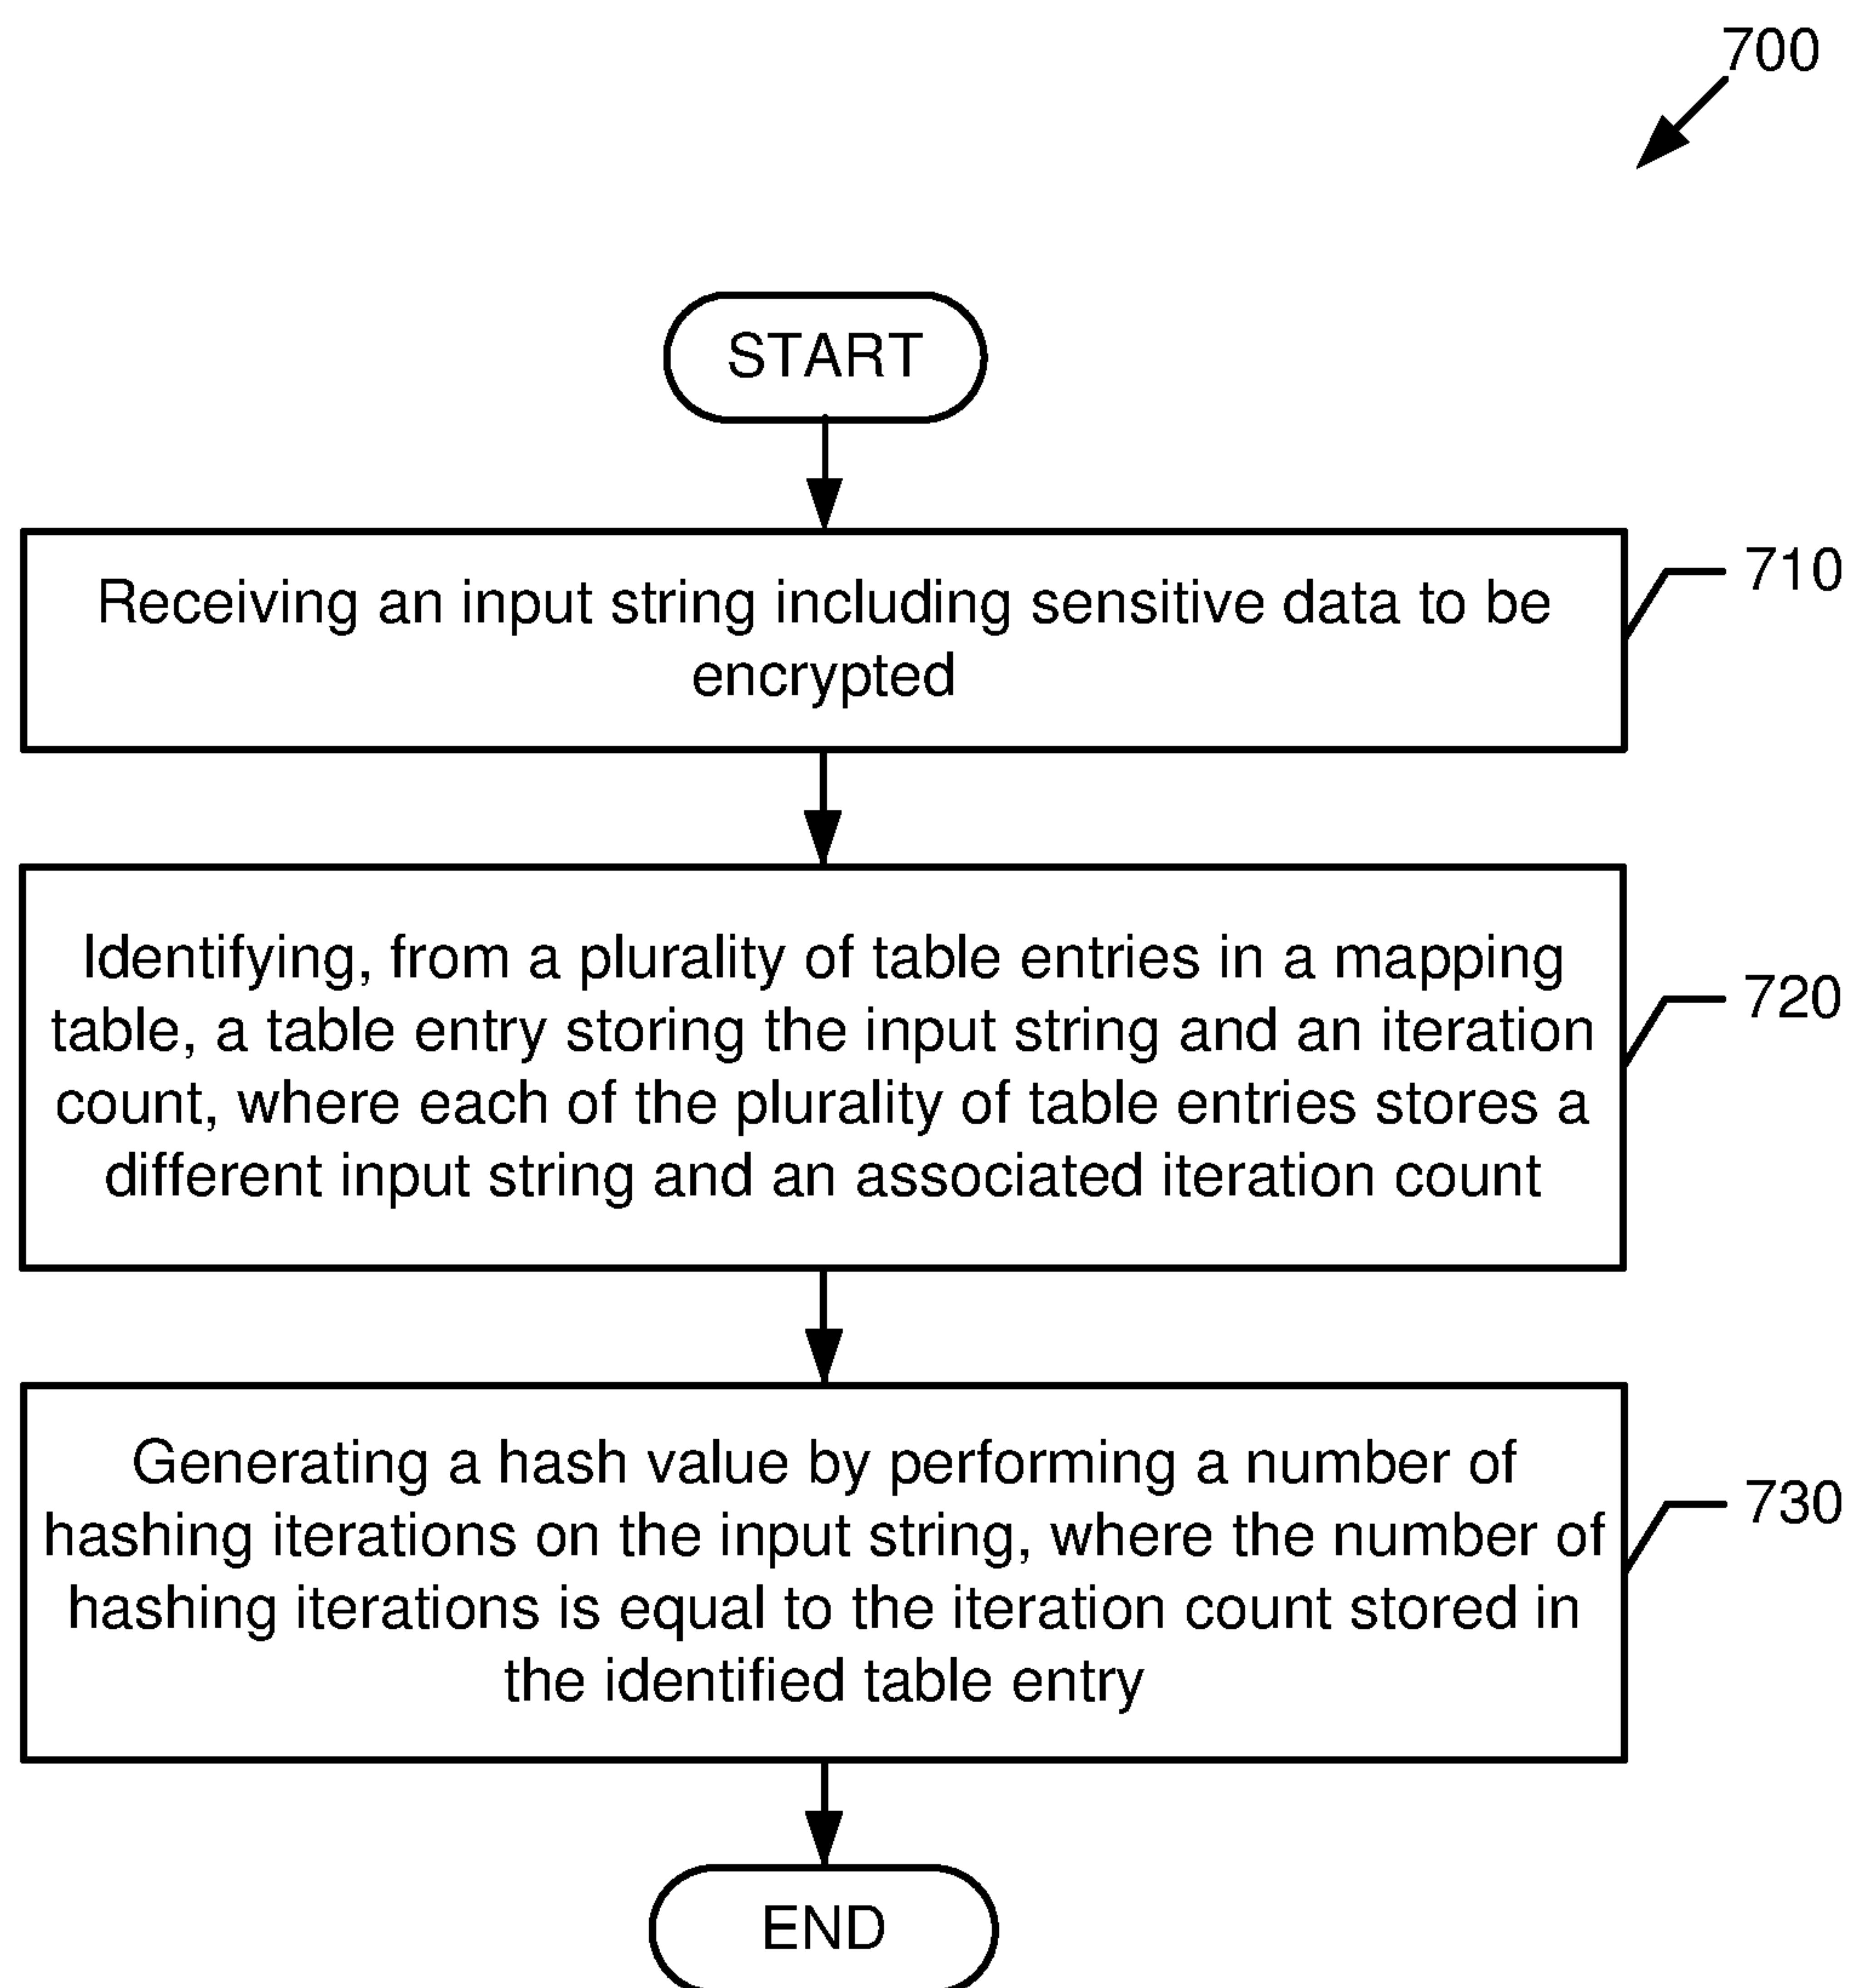 700
START
Receiving an input string including sensitive data to be
encrypted
710
Identifying, from a plurality of table entries in a mapping
table, a table entry storing the input string and an iteration
count, where each of the plurality of table entries stores a
different input string and an associated iteration count
720
Generating a hash value by performing a number of
hashing iterations on the input string, where the number of
hashing iterations is equal to the iteration count stored in
the identified table entry
730
END